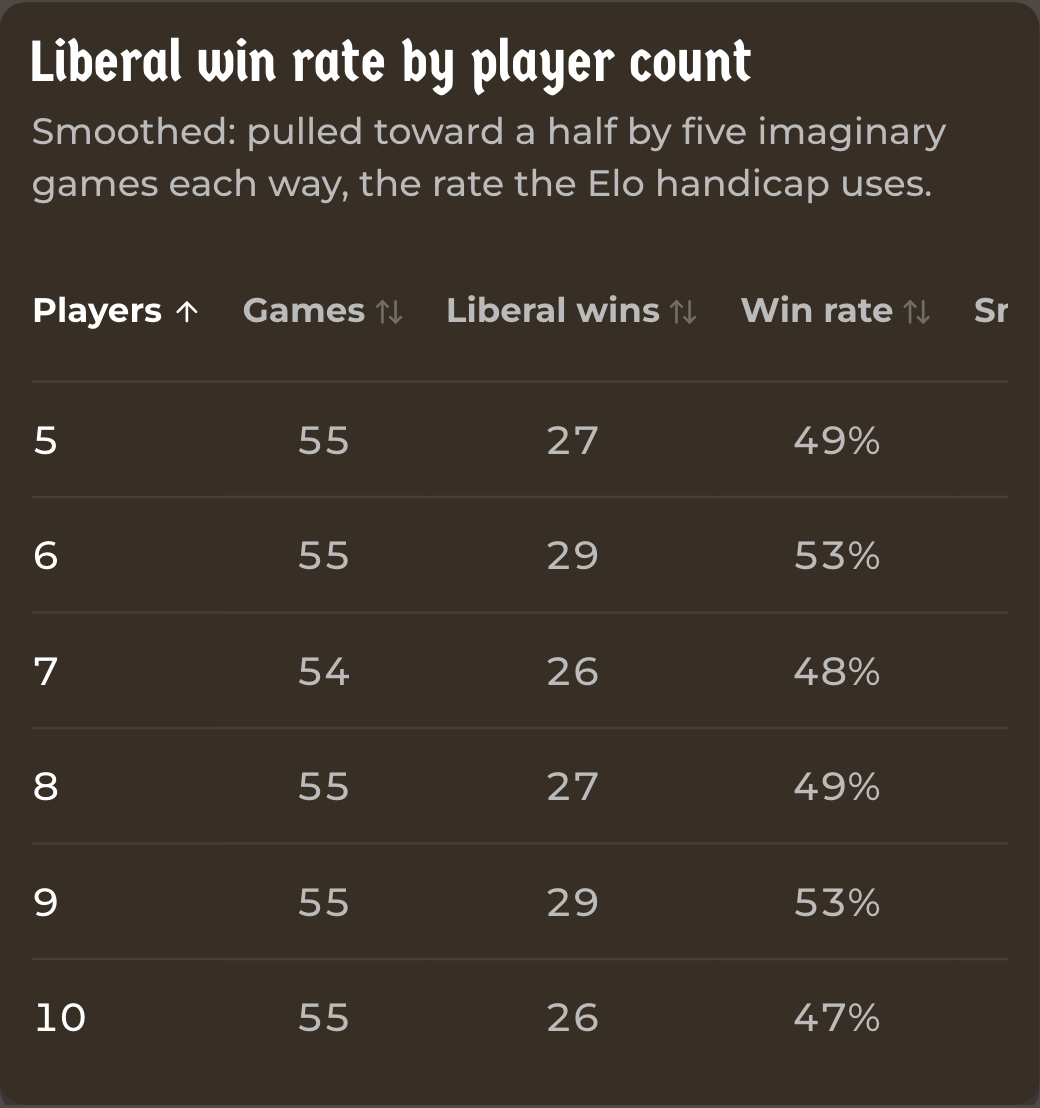 Liberal win rate by player count
Smoothed: pulled toward a half by five imaginary
games each way, the rate the Elo handicap uses.
Players ↑ Games ↑↓ Liberal wins ↑↓ Win rate ↑↓
5 55 27 49%
6 55 29 53%
7 54 26 48%
8 55 27 49%
9 55 29 53%
10 55 26 47%